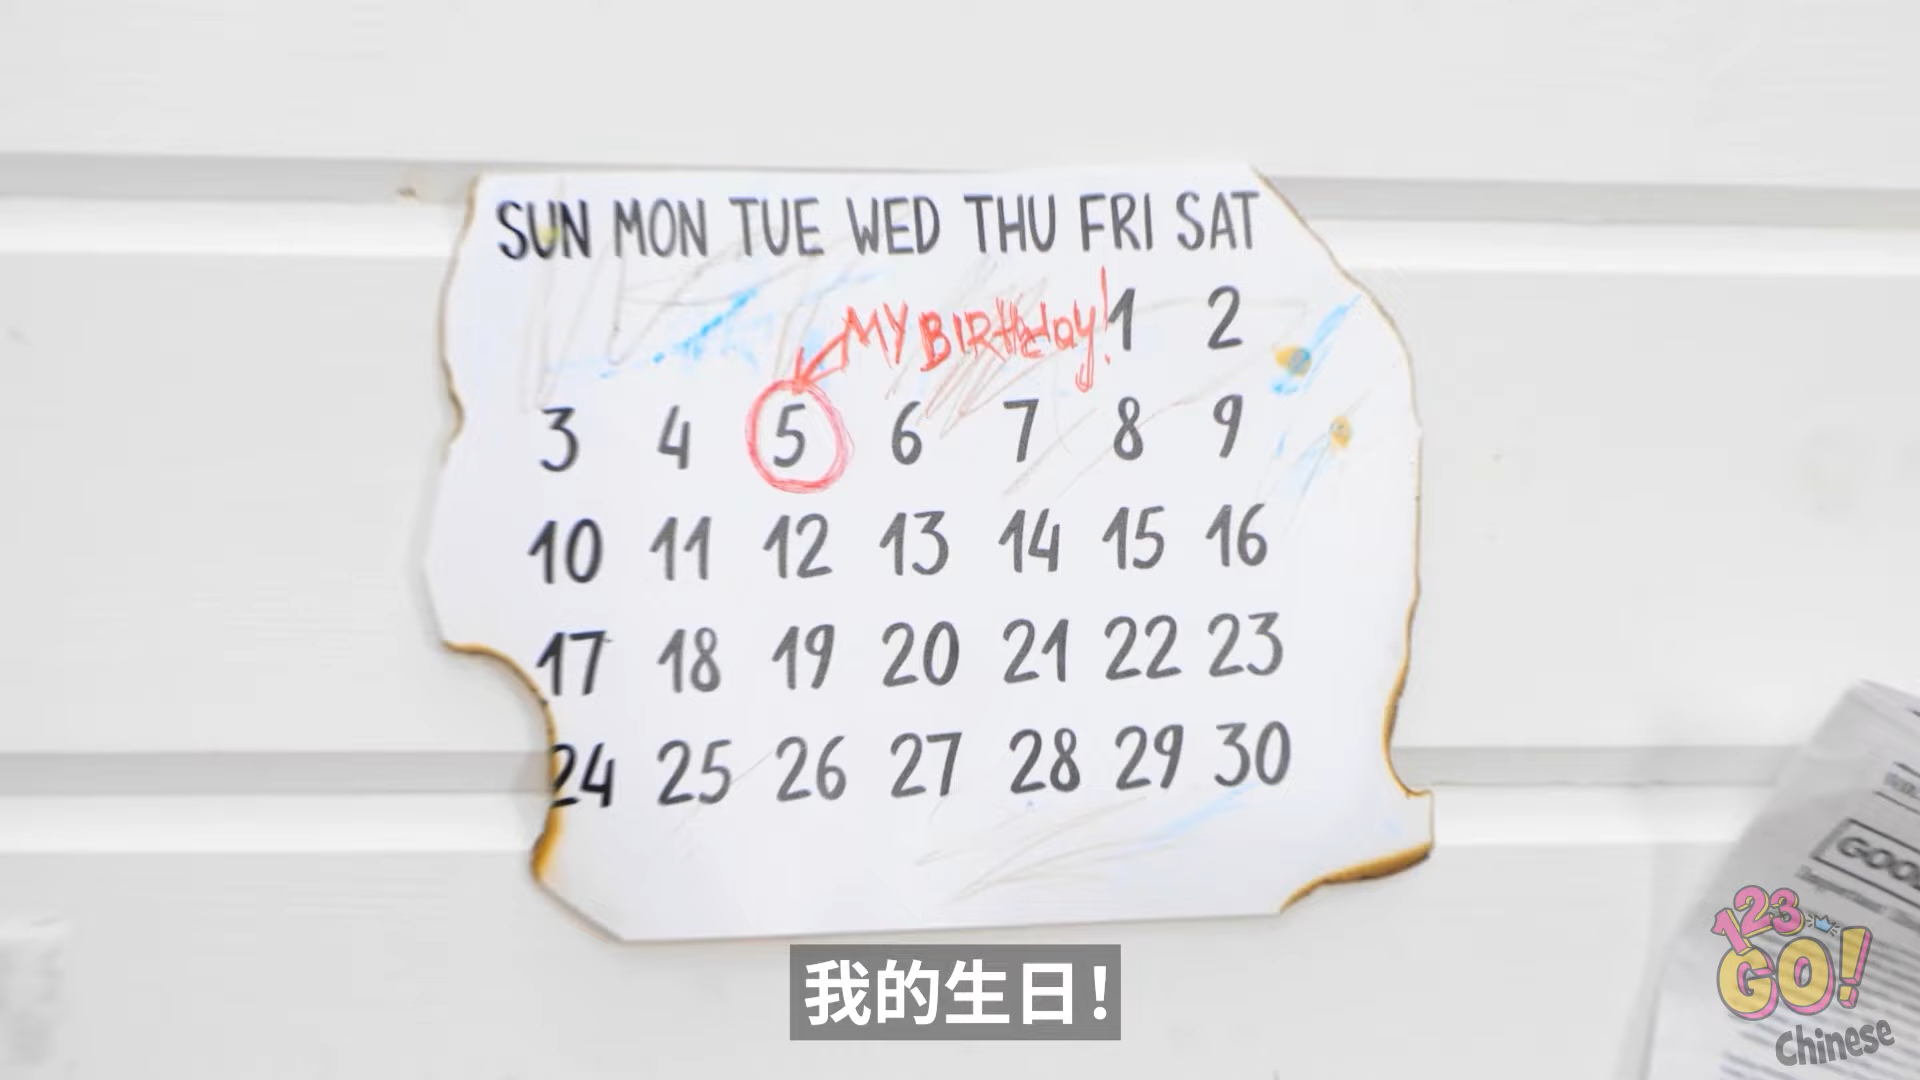 SUN MON TUE WED THU FRI SAT
MY BIRthday! 1 2
3 4 5 6 7 8 9
10 11 12 13 14 15 16
17 18 19 20 21 22 23
24 25 26 27 28 29 30
我的生日！
123
GO!
Chinese